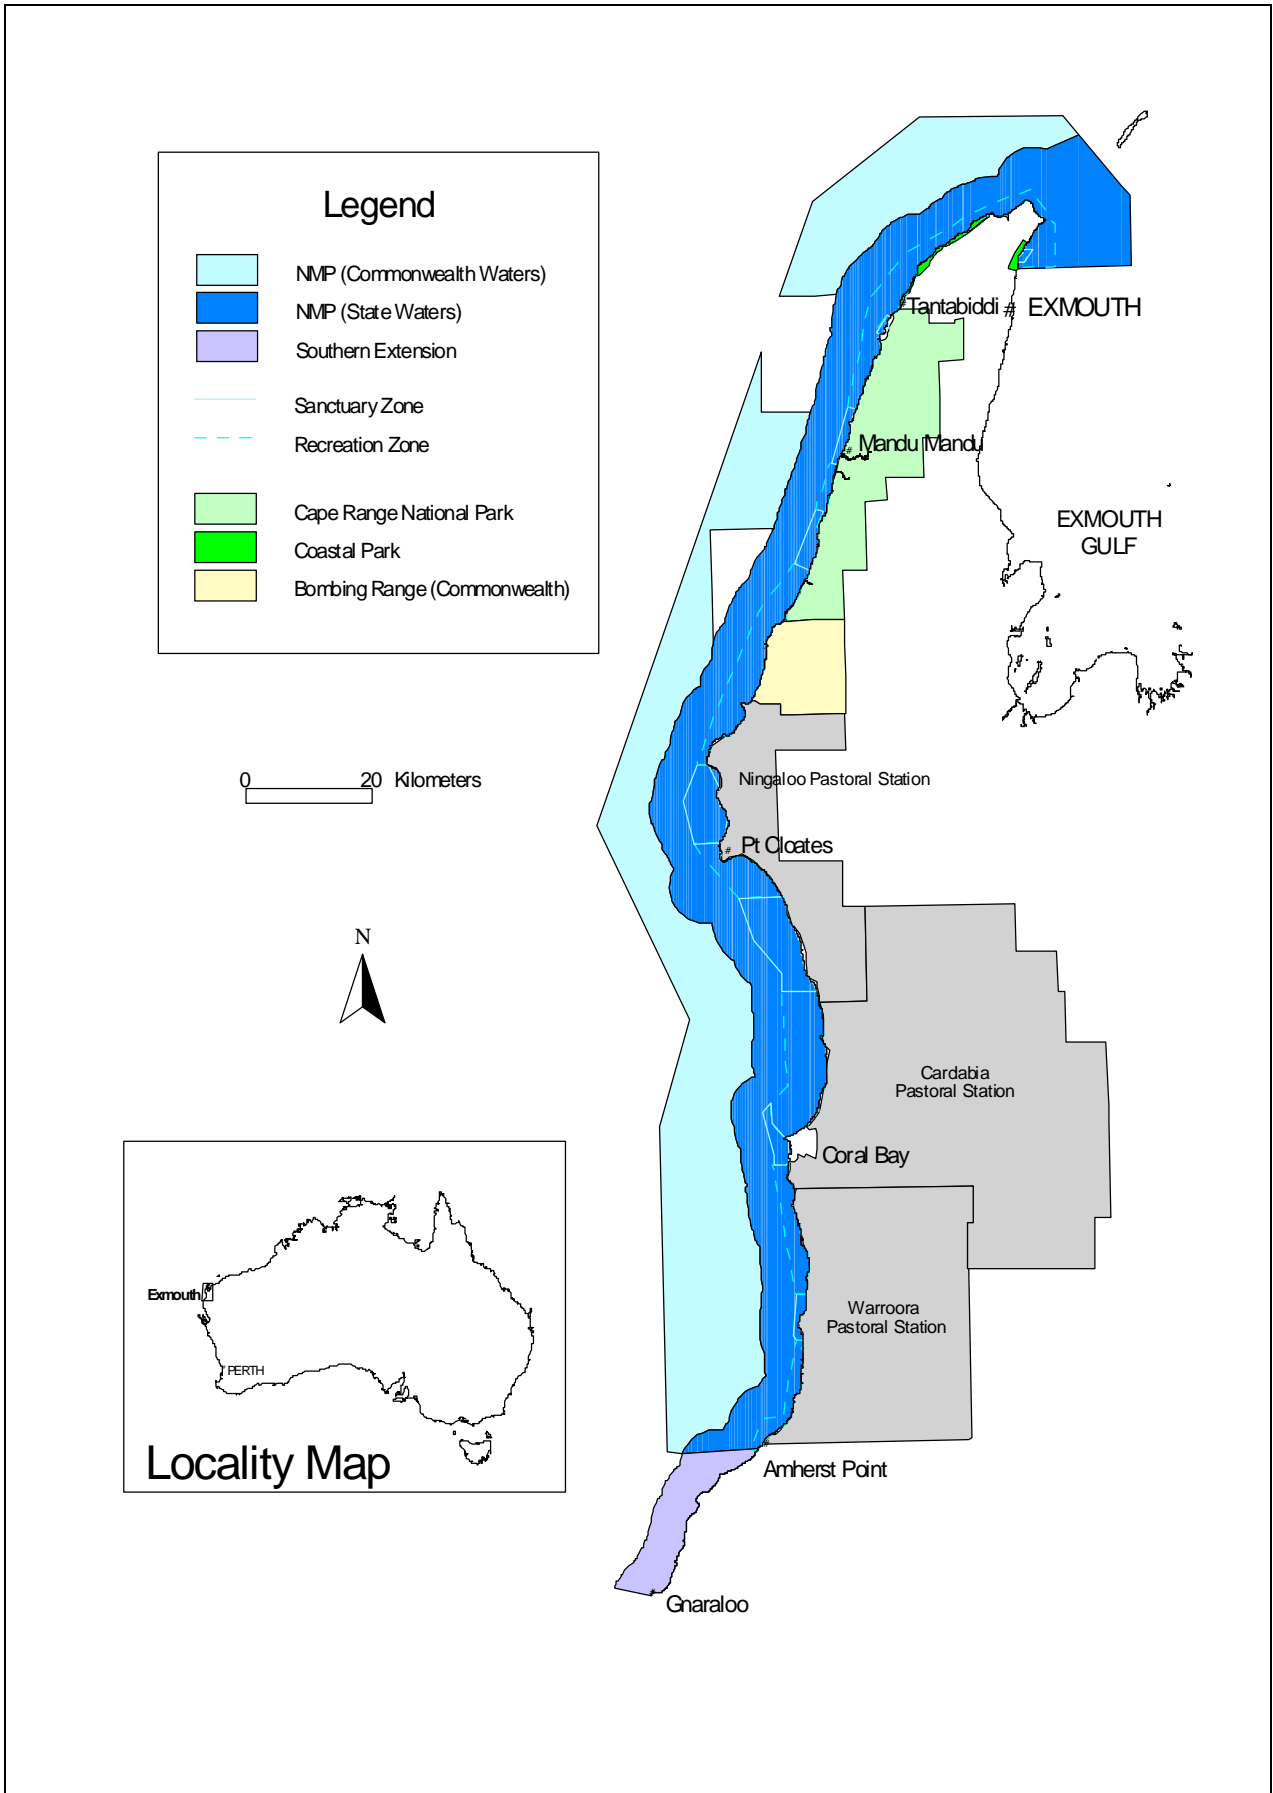 Legend
NMP (Commonwealth Waters)
NMP (State Waters)
Southern Extension
Sanctuary Zone
Recreation Zone
Cape Range National Park
Coastal Park
Bombing Range (Commonwealth)
# Tantabiddi # EXMOUTH
# Mandu Mandu
EXMOUTH
GULF
0 20 Kilometers
Ningaloo Pastoral Station
# Pt Cloates
N
Cardabia
Pastoral Station
Coral Bay
Warroora
Pastoral Station
Exmouth
PERTH
Locality Map
# Amherst Point
# Gnaraloo